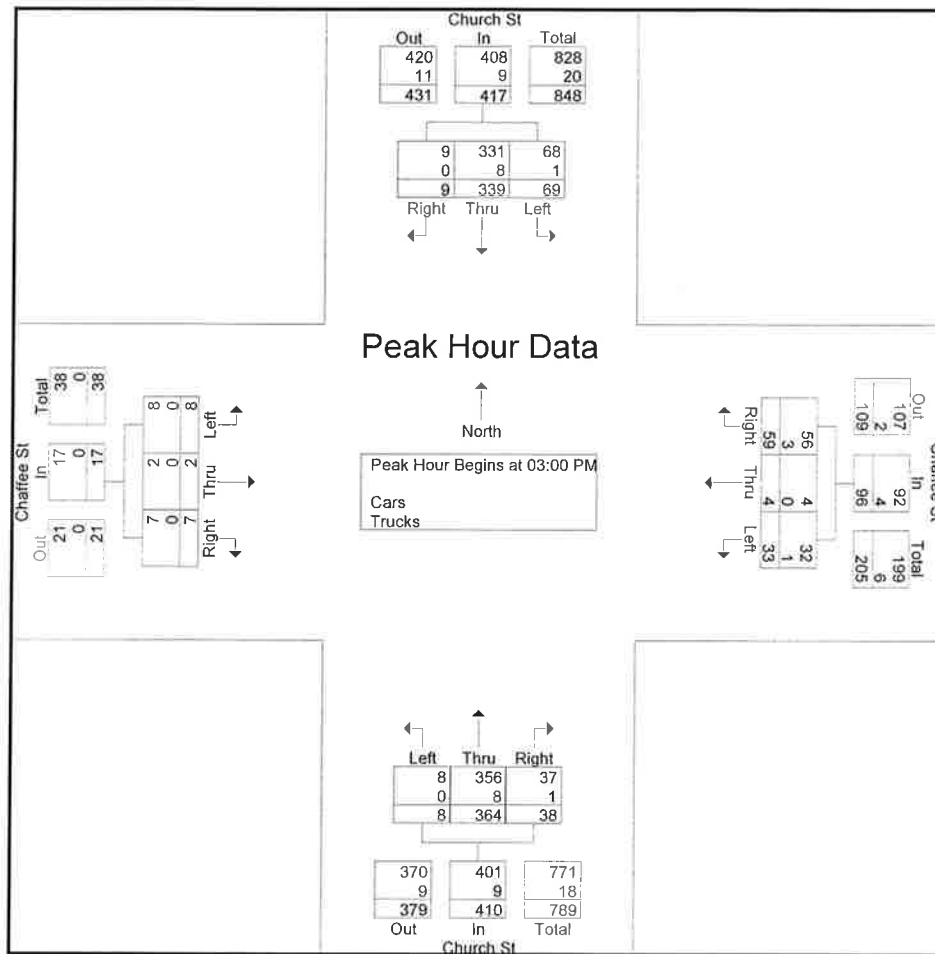 Church St
Out In Total
420 408 828
11 9 20
431 417 848
9 331 68
0 8 1
9 339 69
Right Thru Left
Peak Hour Data
North
Peak Hour Begins at 03:00 PM
Cars
Trucks
Chaffee St
Total In Out
38 17 21
0 0 0
38 17 21
Left Thru Right
8 2 7
0 0 0
8 2 7
Right Thru Left
56 4 32
3 0 1
59 4 33
Out In Total
107 92 199
2 4 6
109 96 205
Chaffee St
Left Thru Right
8 356 37
0 8 1
8 364 38
370 401 771
9 9 18
379 410 789
Out In Total
Church St